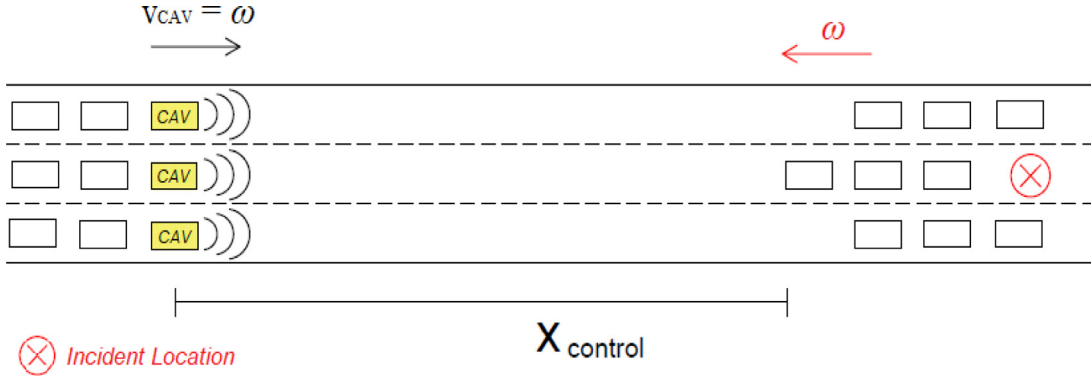 vCAV = ω
ω
CAV
CAV
CAV
X control
Incident Location